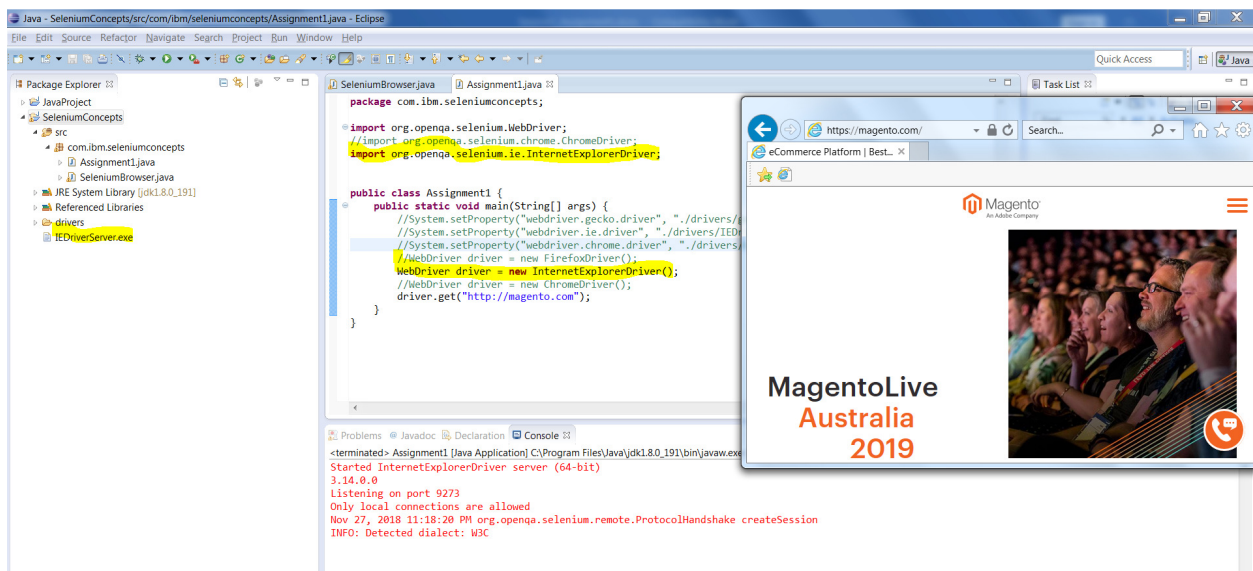 Java - SeleniumConcepts/src/com/ibm/seleniumconcepts/Assignment1.java - Eclipse
File Edit Source Refactor Navigate Search Project Run Window Help
Quick Access
Java
Package Explorer
JavaProject
SeleniumConcepts
src
com.ibm.seleniumconcepts
Assignment1.java
SeleniumBrowser.java
JRE System Library [jdk1.8.0_191]
Referenced Libraries
drivers
IEDriverServer.exe
SeleniumBrowser.java
Assignment1.java
package com.ibm.seleniumconcepts;
import org.openqa.selenium.WebDriver;
//import org.openqa.selenium.chrome.ChromeDriver;
import org.openqa.selenium.ie.InternetExplorerDriver;
public class Assignment1 {
public static void main(String[] args) {
//System.setProperty("webdriver.gecko.driver", "./drivers/
//System.setProperty("webdriver.ie.driver", "./drivers/IED
//System.setProperty("webdriver.chrome.driver", "./drivers/
//WebDriver driver = new FirefoxDriver();
WebDriver driver = new InternetExplorerDriver();
//WebDriver driver = new ChromeDriver();
driver.get("http://magento.com");
}
}
Task List
https://magento.com/
Search...
eCommerce Platform | Best...
Magento
An Adobe Company
MagentoLive
Australia
2019
Problems @ Javadoc Declaration Console
<terminated> Assignment1 [Java Application] C:\Program Files\Java\jdk1.8.0_191\bin\javaw.exe
Started InternetExplorerDriver server (64-bit)
3.14.0.0
Listening on port 9273
Only local connections are allowed
Nov 27, 2018 11:18:20 PM org.openqa.selenium.remote.ProtocolHandshake createSession
INFO: Detected dialect: W3C